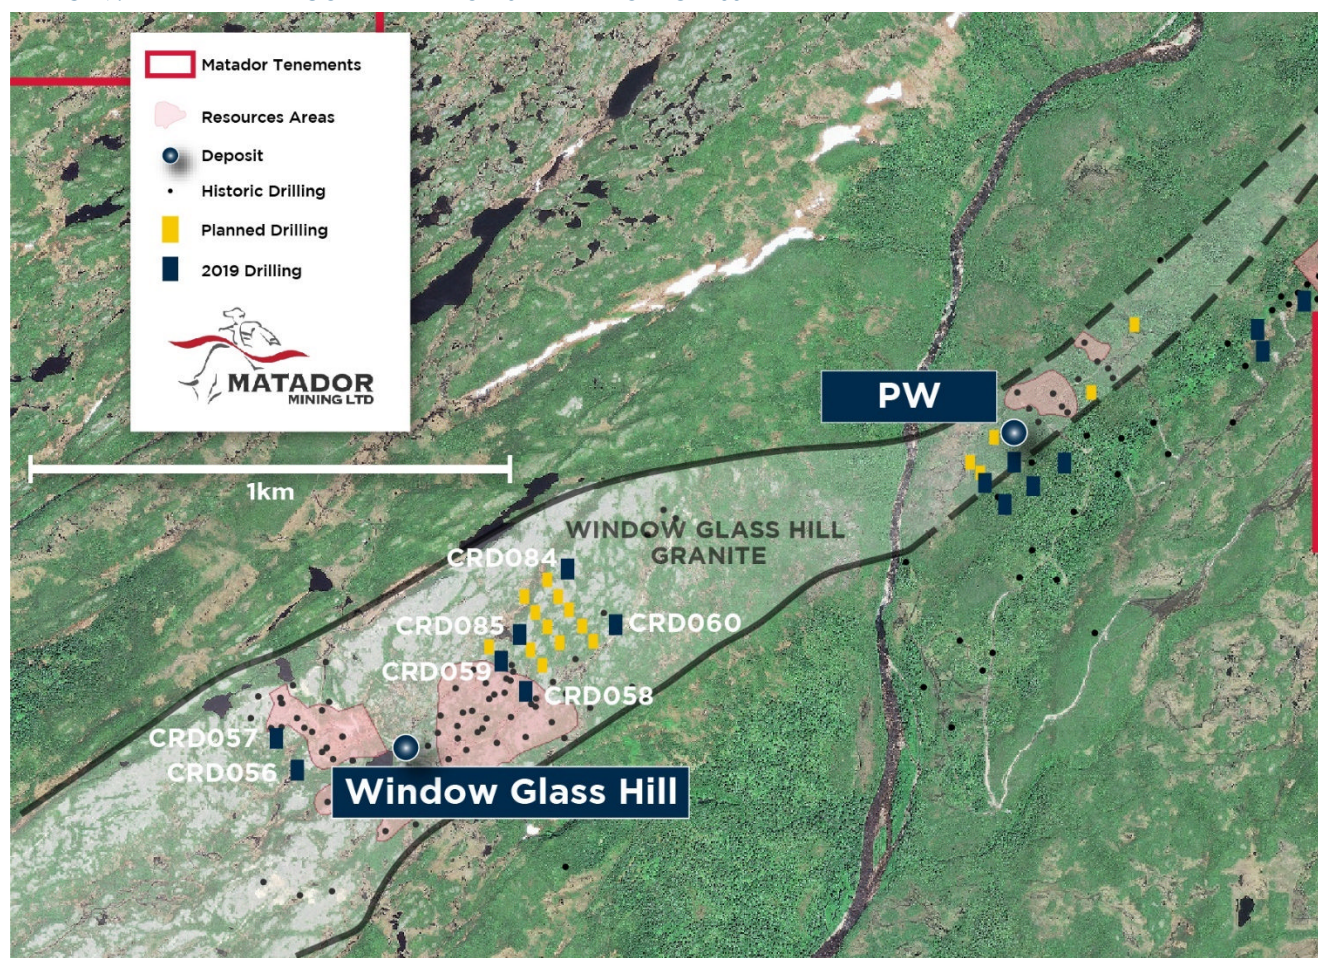 Matador Tenements
Resources Areas
Deposit
Historic Drilling
Planned Drilling
2019 Drilling
MATADOR
MINING LTD
1km
PW
WINDOW GLASS HILL
GRANITE
CRD084
CRD085
CRD060
CRD059
CRD058
CRD057
CRD056
Window Glass Hill